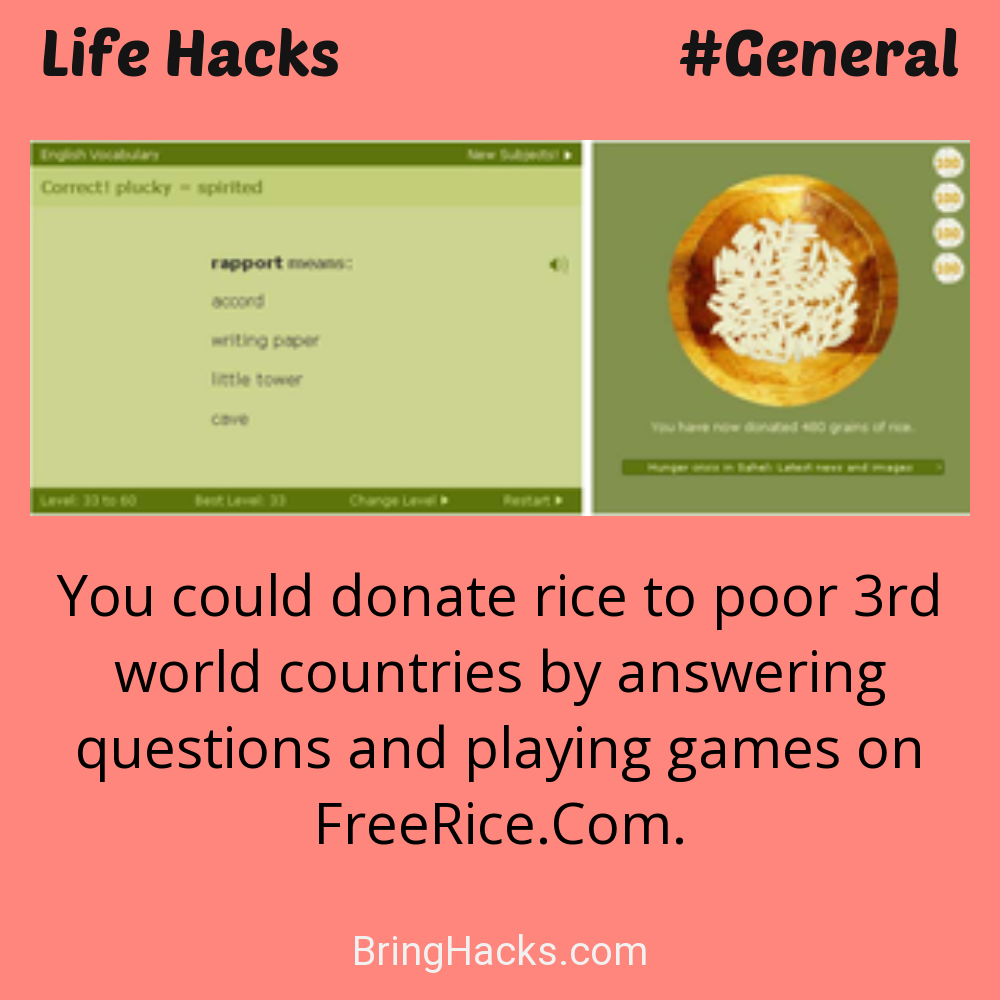 Life Hacks #General
English Vocabulary New Subjects! ►
Correct! plucky = spirited
rapport means:
accord
writing paper
little tower
cave
Level: 33 to 60 Best Level: 33 Change Level ► Restart ►
100
100
100
100
You have now donated 480 grains of rice.
Hunger crisis in Sahel: Latest news and images
You could donate rice to poor 3rd
world countries by answering
questions and playing games on
FreeRice.Com.
BringHacks.com